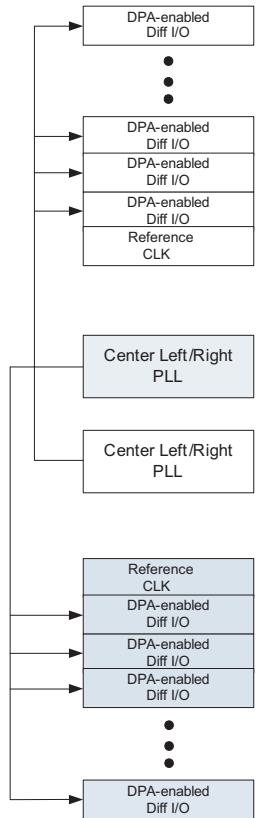 DPA-enabled
Diff I/O
DPA-enabled
Diff I/O
DPA-enabled
Diff I/O
DPA-enabled
Diff I/O
Reference
CLK
Center Left/Right
PLL
Center Left/Right
PLL
Reference
CLK
DPA-enabled
Diff I/O
DPA-enabled
Diff I/O
DPA-enabled
Diff I/O
DPA-enabled
Diff I/O